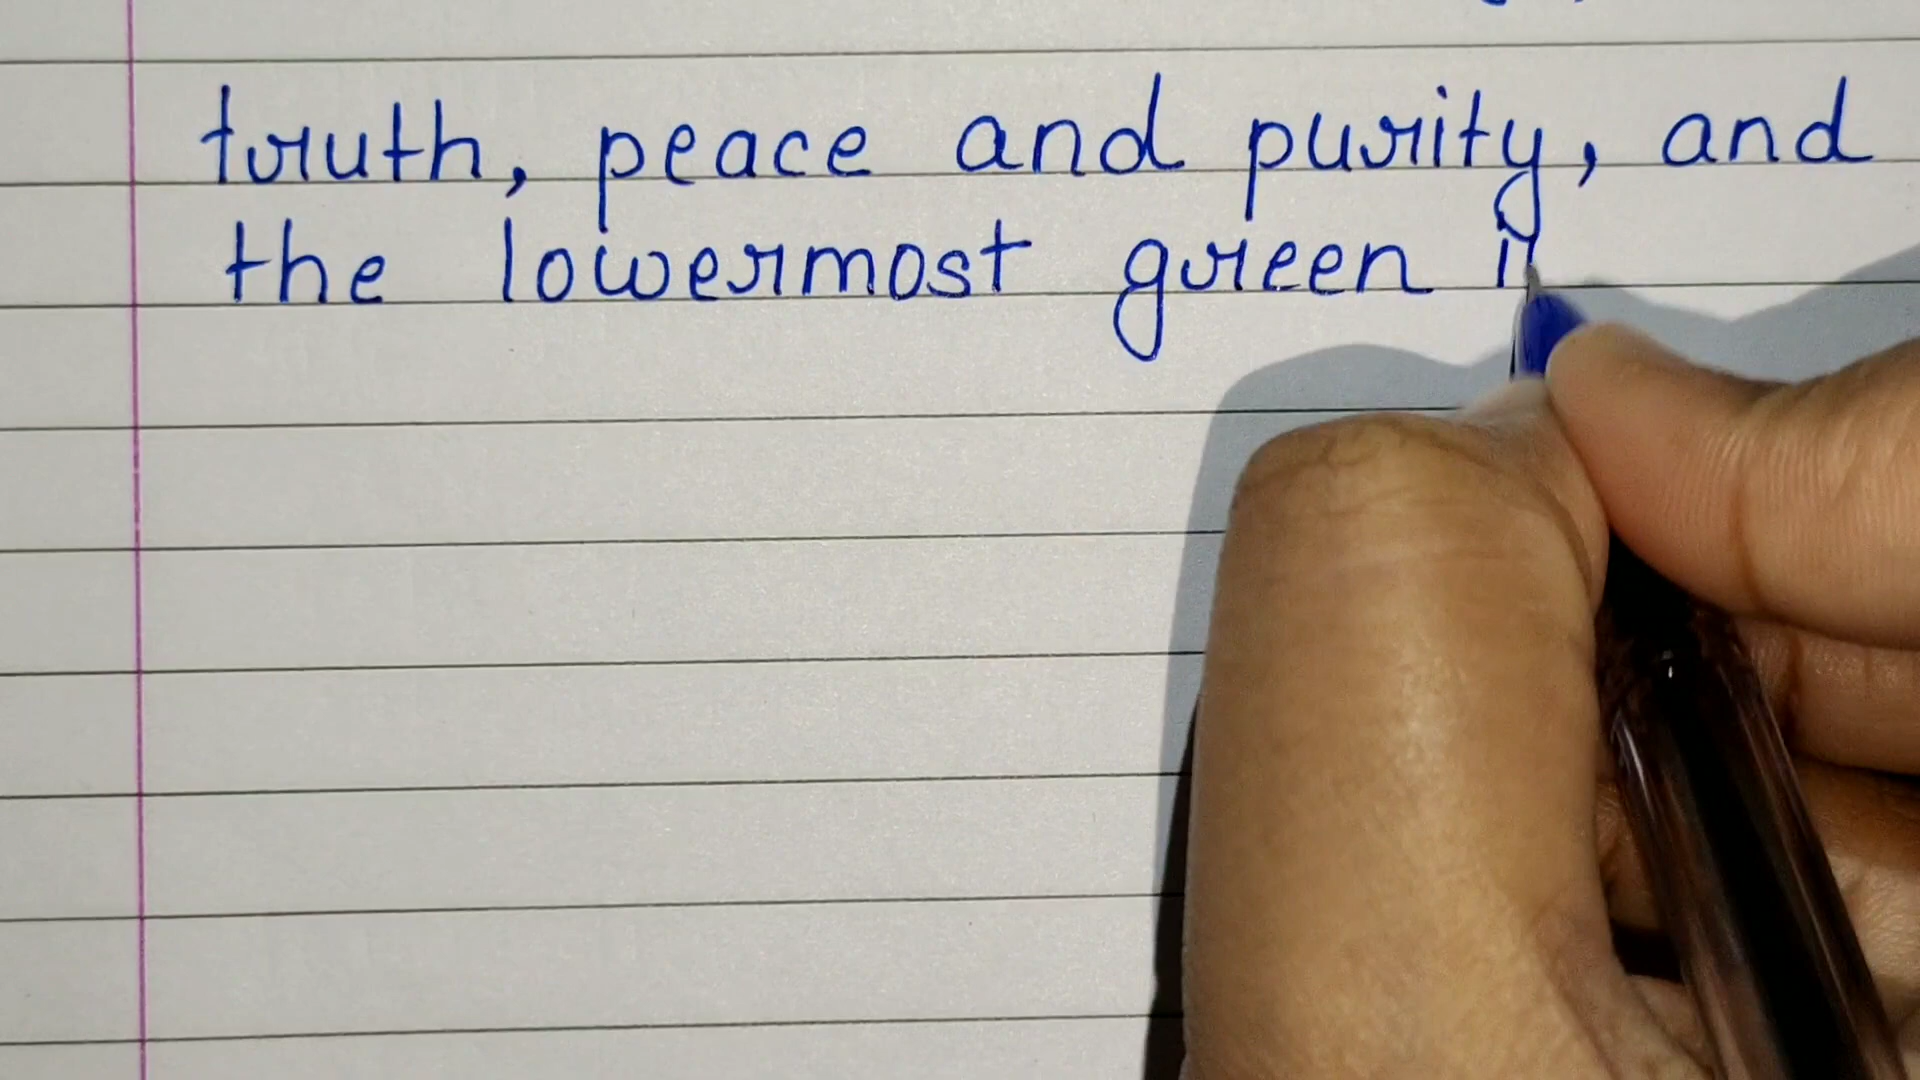 truth, peace and purity, and
the lowermost green